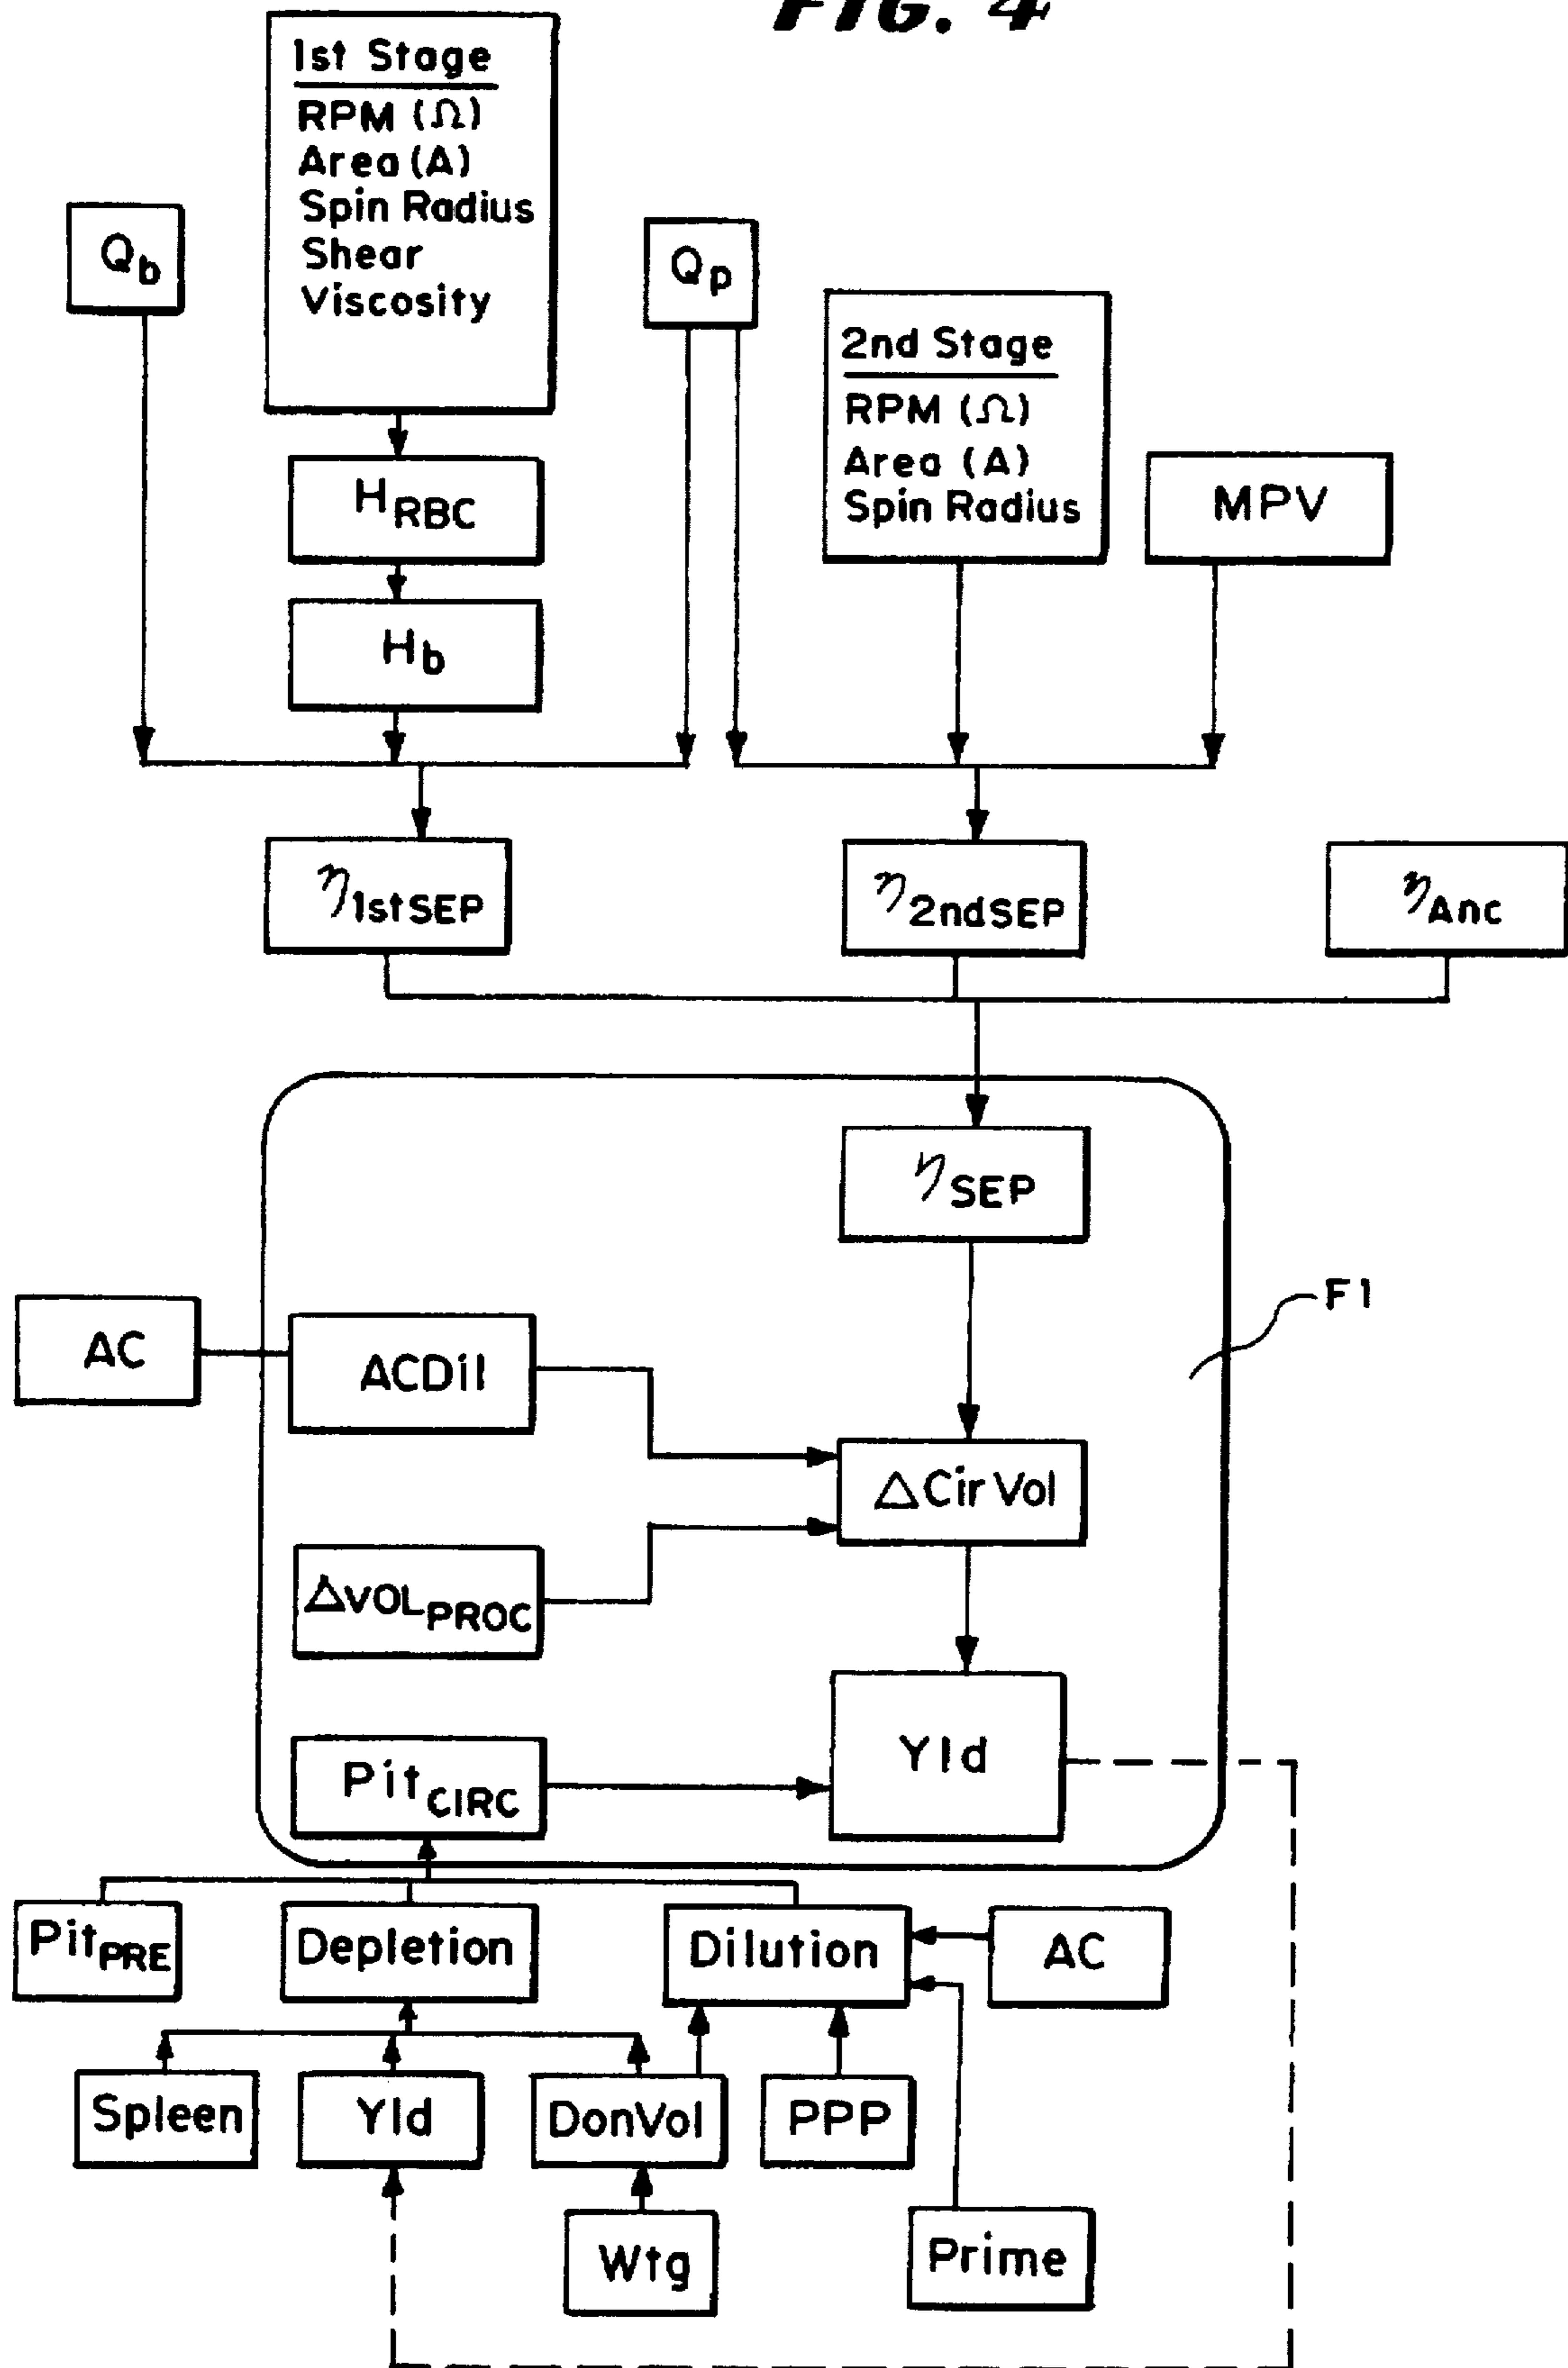 FIG. 4
1st Stage
RPM (Ω)
Area (A)
Spin Radius
Shear
Viscosity
Qb
Qp
2nd Stage
RPM (Ω)
Area (A)
Spin Radius
MPV
HRBC
Hb
η1stSEP
η2ndSEP
ηAnc
ηSEP
F1
AC
ACDil
ΔCirVol
ΔVOLPROC
Yld
PltCIRC
PltPRE
Depletion
Dilution
AC
Spleen
Yld
DonVol
PPP
Wtg
Prime